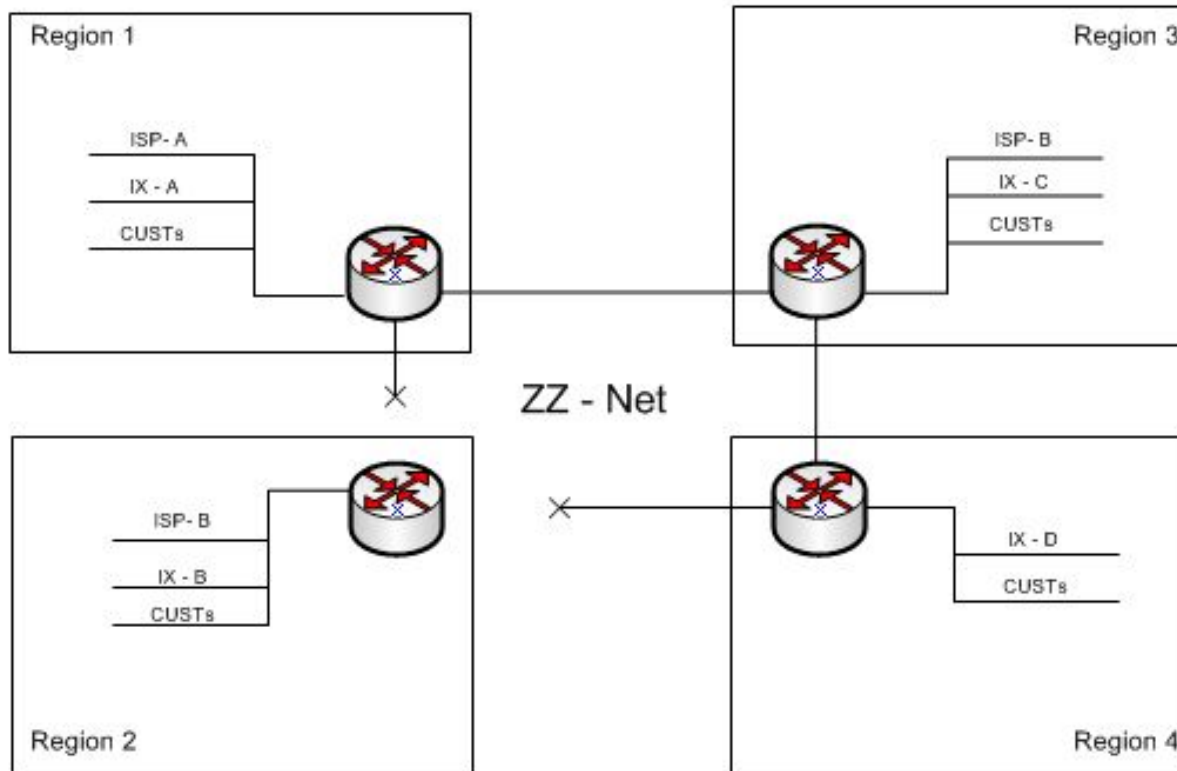 Region 1
ISP- A
IX - A
CUSTs
Region 3
ISP- B
IX - C
CUSTs
ZZ - Net
ISP- B
IX - B
CUSTs
Region 2
IX - D
CUSTs
Region 4